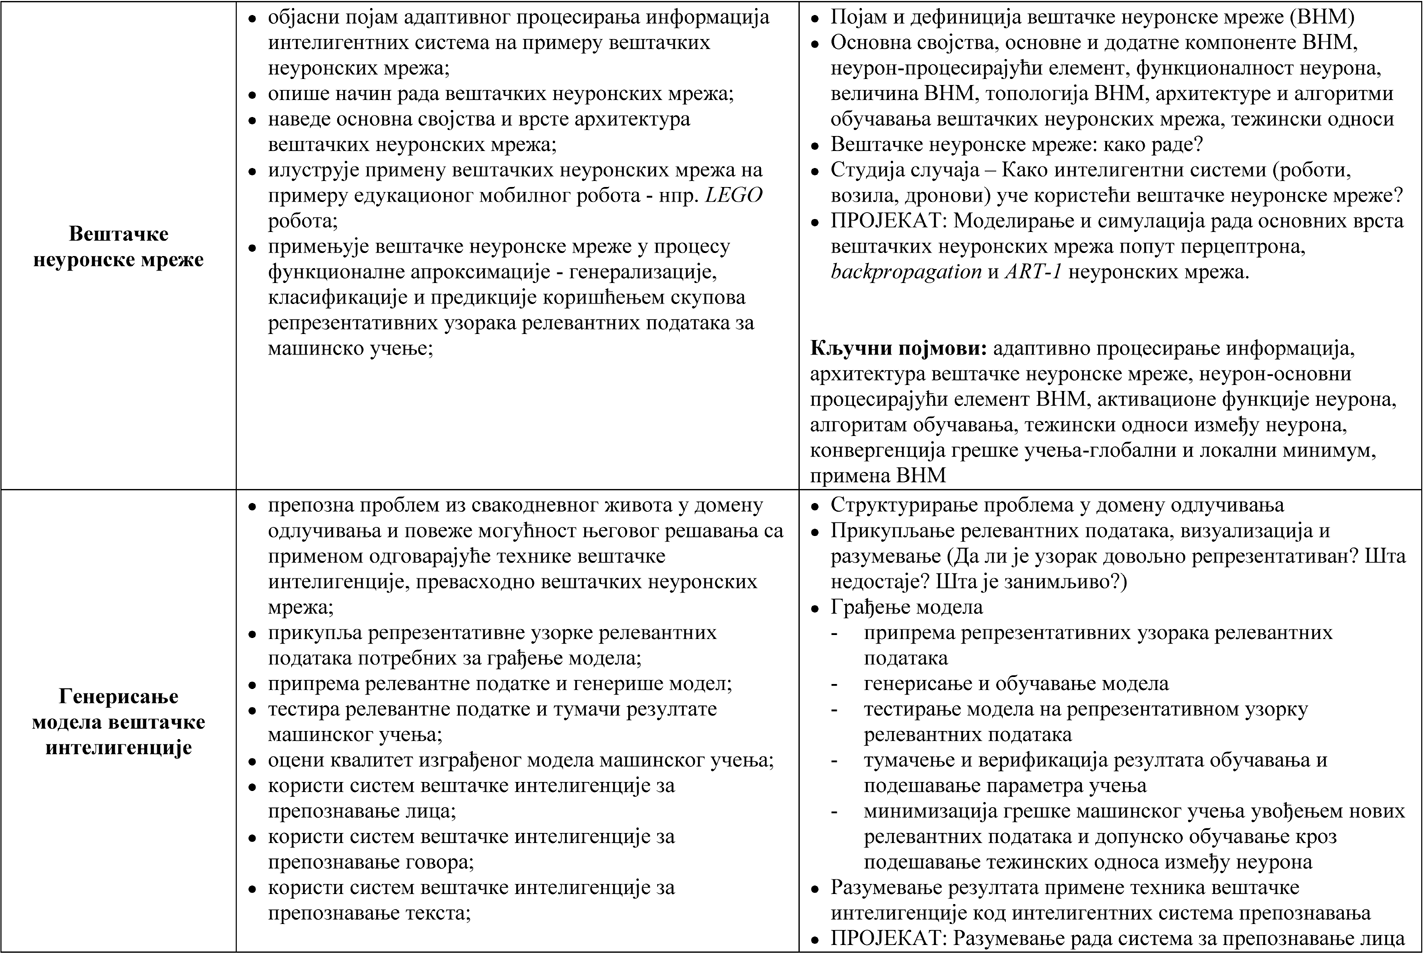 Вештачке
неуронске мреже
• објасни појам адаптивног процесирања информација
интелигентних система на примеру вештачких
неуронских мрежа;
• опише начин рада вештачких неуронских мрежа;
• наведе основна својства и врсте архитектура
вештачких неуронских мрежа;
• илуструје примену вештачких неуронских мрежа на
примеру едукационог мобилног робота - нпр. LEGO
робота;
• примењује вештачке неуронске мреже у процесу
функционалне апроксимације - генерализације,
класификације и предикције коришћењем скупова
репрезентативних узорака релевантних података за
машинско учење;
• Појам и дефиниција вештачке неуронске мреже (ВНМ)
• Основна својства, основне и додатне компоненте ВНМ,
неурон-процесирајући елемент, функционалност неурона,
величина ВНМ, топологија ВНМ, архитектуре и алгоритми
обучавања вештачких неуронских мрежа, тежински односи
• Вештачке неуронске мреже: како раде?
• Студија случаја – Како интелигентни системи (роботи,
возила, дронови) уче користећи вештачке неуронске мреже?
• ПРОЈЕКАТ: Моделирање и симулација рада основних врста
вештачких неуронских мрежа попут перцептрона,
backpropagation и ART-1 неуронских мрежа.
Кључни појмови: адаптивно процесирање информација,
архитектура вештачке неуронске мреже, неурон-основни
процесирајући елемент ВНМ, активационе функције неурона,
алгоритам обучавања, тежински односи између неурона,
конвергенција грешке учења-глобални и локални минимум,
примена ВНМ
Генерисање
модела вештачке
интелигенције
• препозна проблем из свакодневног живота у домену
одлучивања и повеже могућност његовог решавања са
применом одговарајуће технике вештачке
интелигенције, превасходно вештачких неуронских
мрежа;
• прикупља репрезентативне узорке релевантних
података потребних за грађење модела;
• припрема релевантне податке и генерише модел;
• тестира релевантне податке и тумачи резултате
машинског учења;
• оцени квалитет изграђеног модела машинског учења;
• користи систем вештачке интелигенције за
препознавање лица;
• користи систем вештачке интелигенције за
препознавање говора;
• користи систем вештачке интелигенције за
препознавање текста;
• Структурирање проблема у домену одлучивања
• Прикупљање релевантних података, визуализација и
разумевање (Да ли је узорак довољно репрезентативан? Шта
недостаје? Шта је занимљиво?)
• Грађење модела
- припрема репрезентативних узорака релевантних
података
- генерисање и обучавање модела
- тестирање модела на репрезентативном узорку
релевантних података
- тумачење и верификација резултата обучавања и
подешавање параметра учења
- минимизација грешке машинског учења увођењем нових
релевантних података и допунско обучавање кроз
подешавање тежинских односа између неурона
• Разумевање резултата примене техника вештачке
интелигенције код интелигентних система препознавања
• ПРОЈЕКАТ: Разумевање рада система за препознавање лица